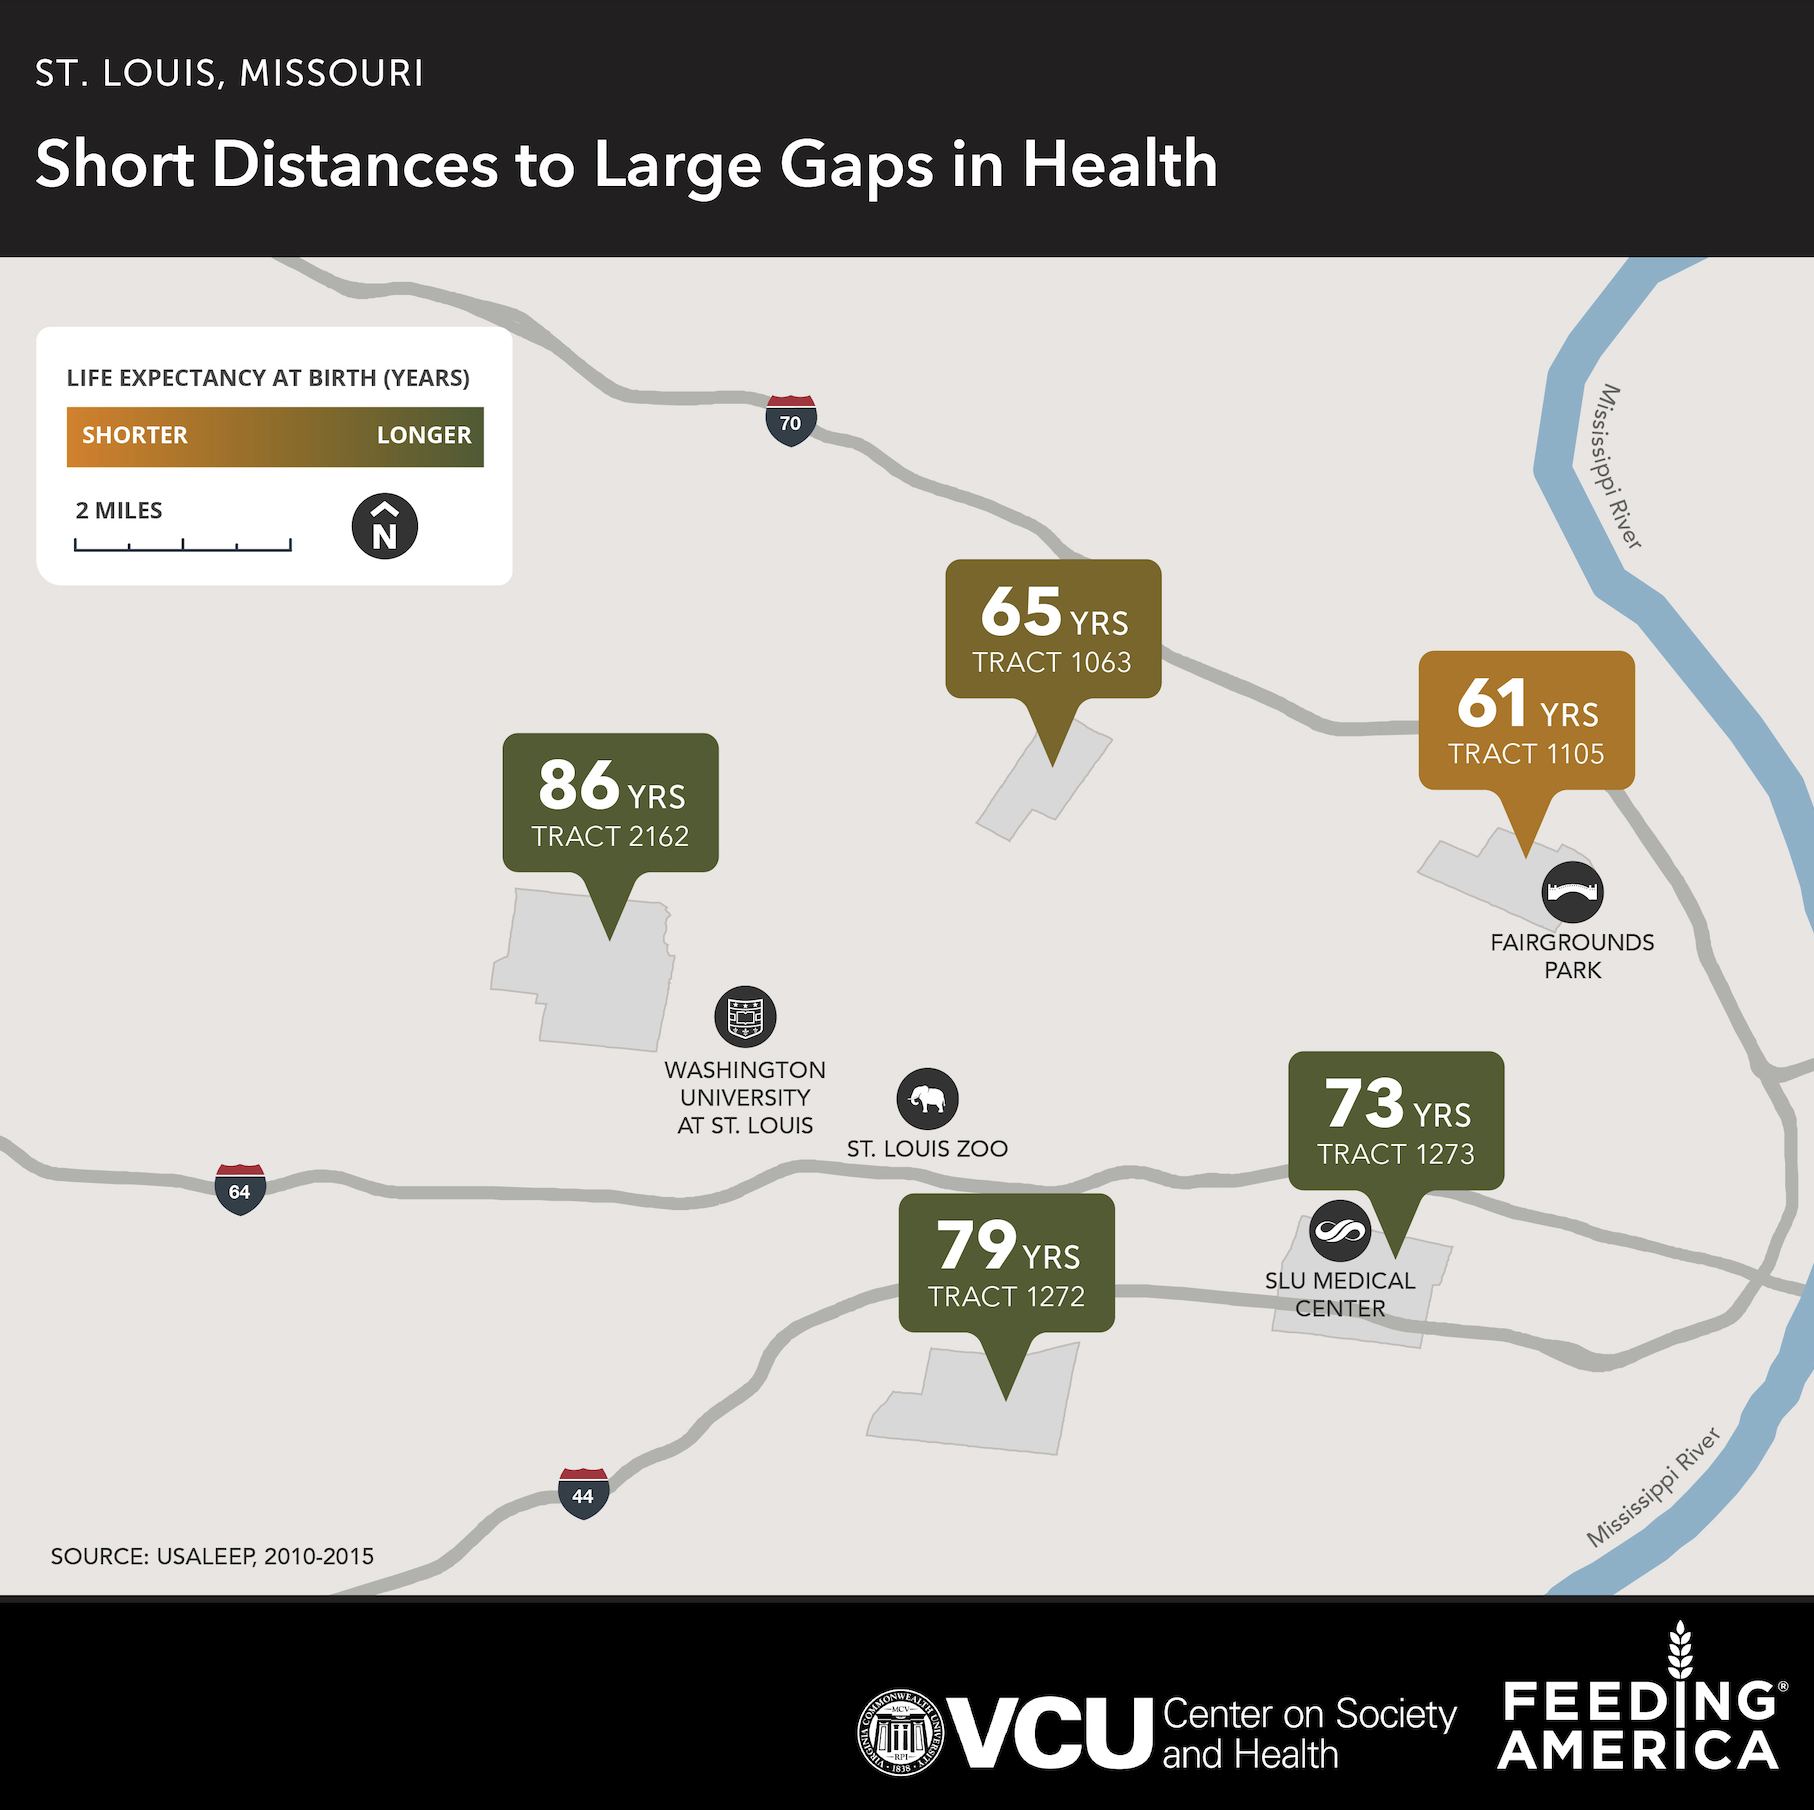 ST. LOUIS, MISSOURI
Short Distances to Large Gaps in Health
LIFE EXPECTANCY AT BIRTH (YEARS)
SHORTER LONGER
2 MILES
N
70
Mississippi River
65 YRS
TRACT 1063
61 YRS
TRACT 1105
86 YRS
TRACT 2162
FAIRGROUNDS
PARK
WASHINGTON
UNIVERSITY
AT ST. LOUIS
ST. LOUIS ZOO
73 YRS
TRACT 1273
64
79 YRS
TRACT 1272
SLU MEDICAL
CENTER
44
Mississippi River
SOURCE: USALEEP, 2010-2015
VIRGINIA COMMONWEALTH UNIVERSITY
MCV
RPI
1838
VCU Center on Society
and Health
FEEDING®
AMERICA